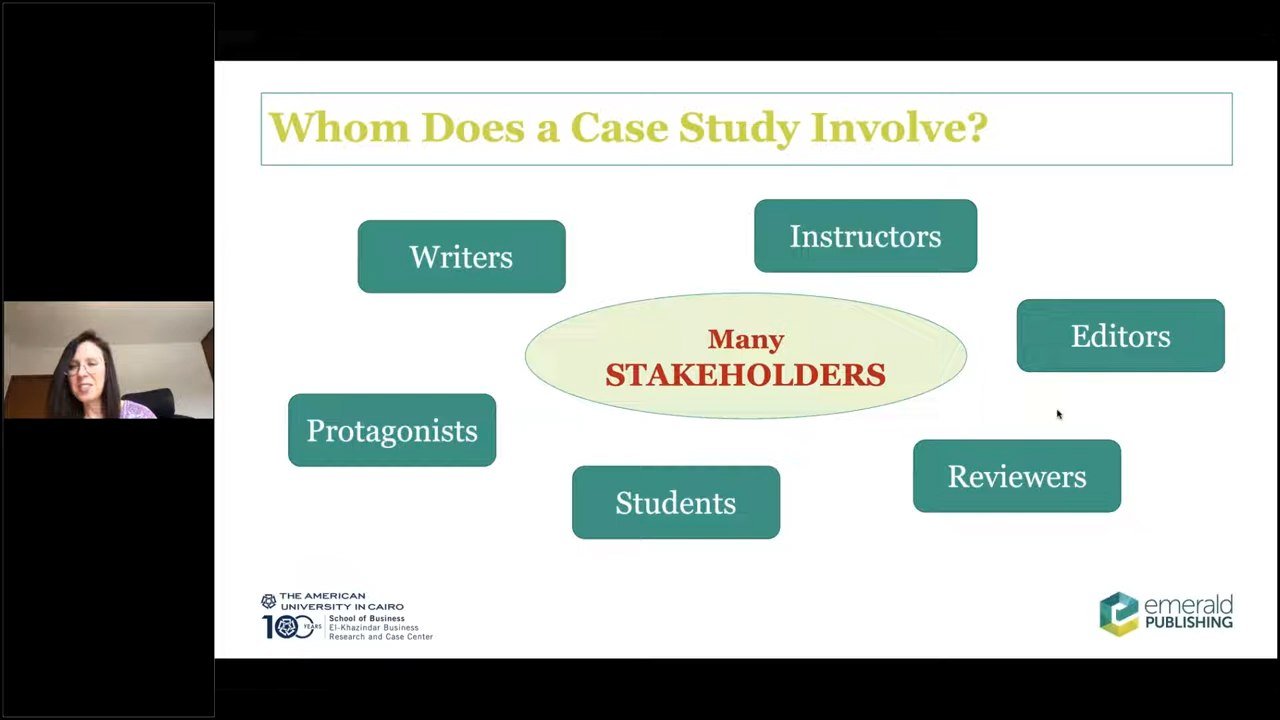 Whom Does a Case Study Involve?
Writers
Instructors
Many
STAKEHOLDERS
Editors
Protagonists
Students
Reviewers
THE AMERICAN
UNIVERSITY IN CAIRO
100 YEARS
School of Business
El-Khazindar Business
Research and Case Center
emerald
PUBLISHING